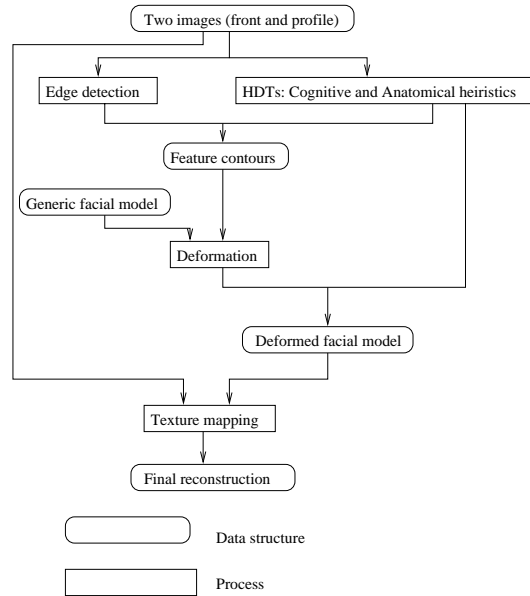 Two images (front and profile)
Edge detection
HDTs: Cognitive and Anatomical heiristics
Feature contours
Generic facial model
Deformation
Deformed facial model
Texture mapping
Final reconstruction
Data structure
Process